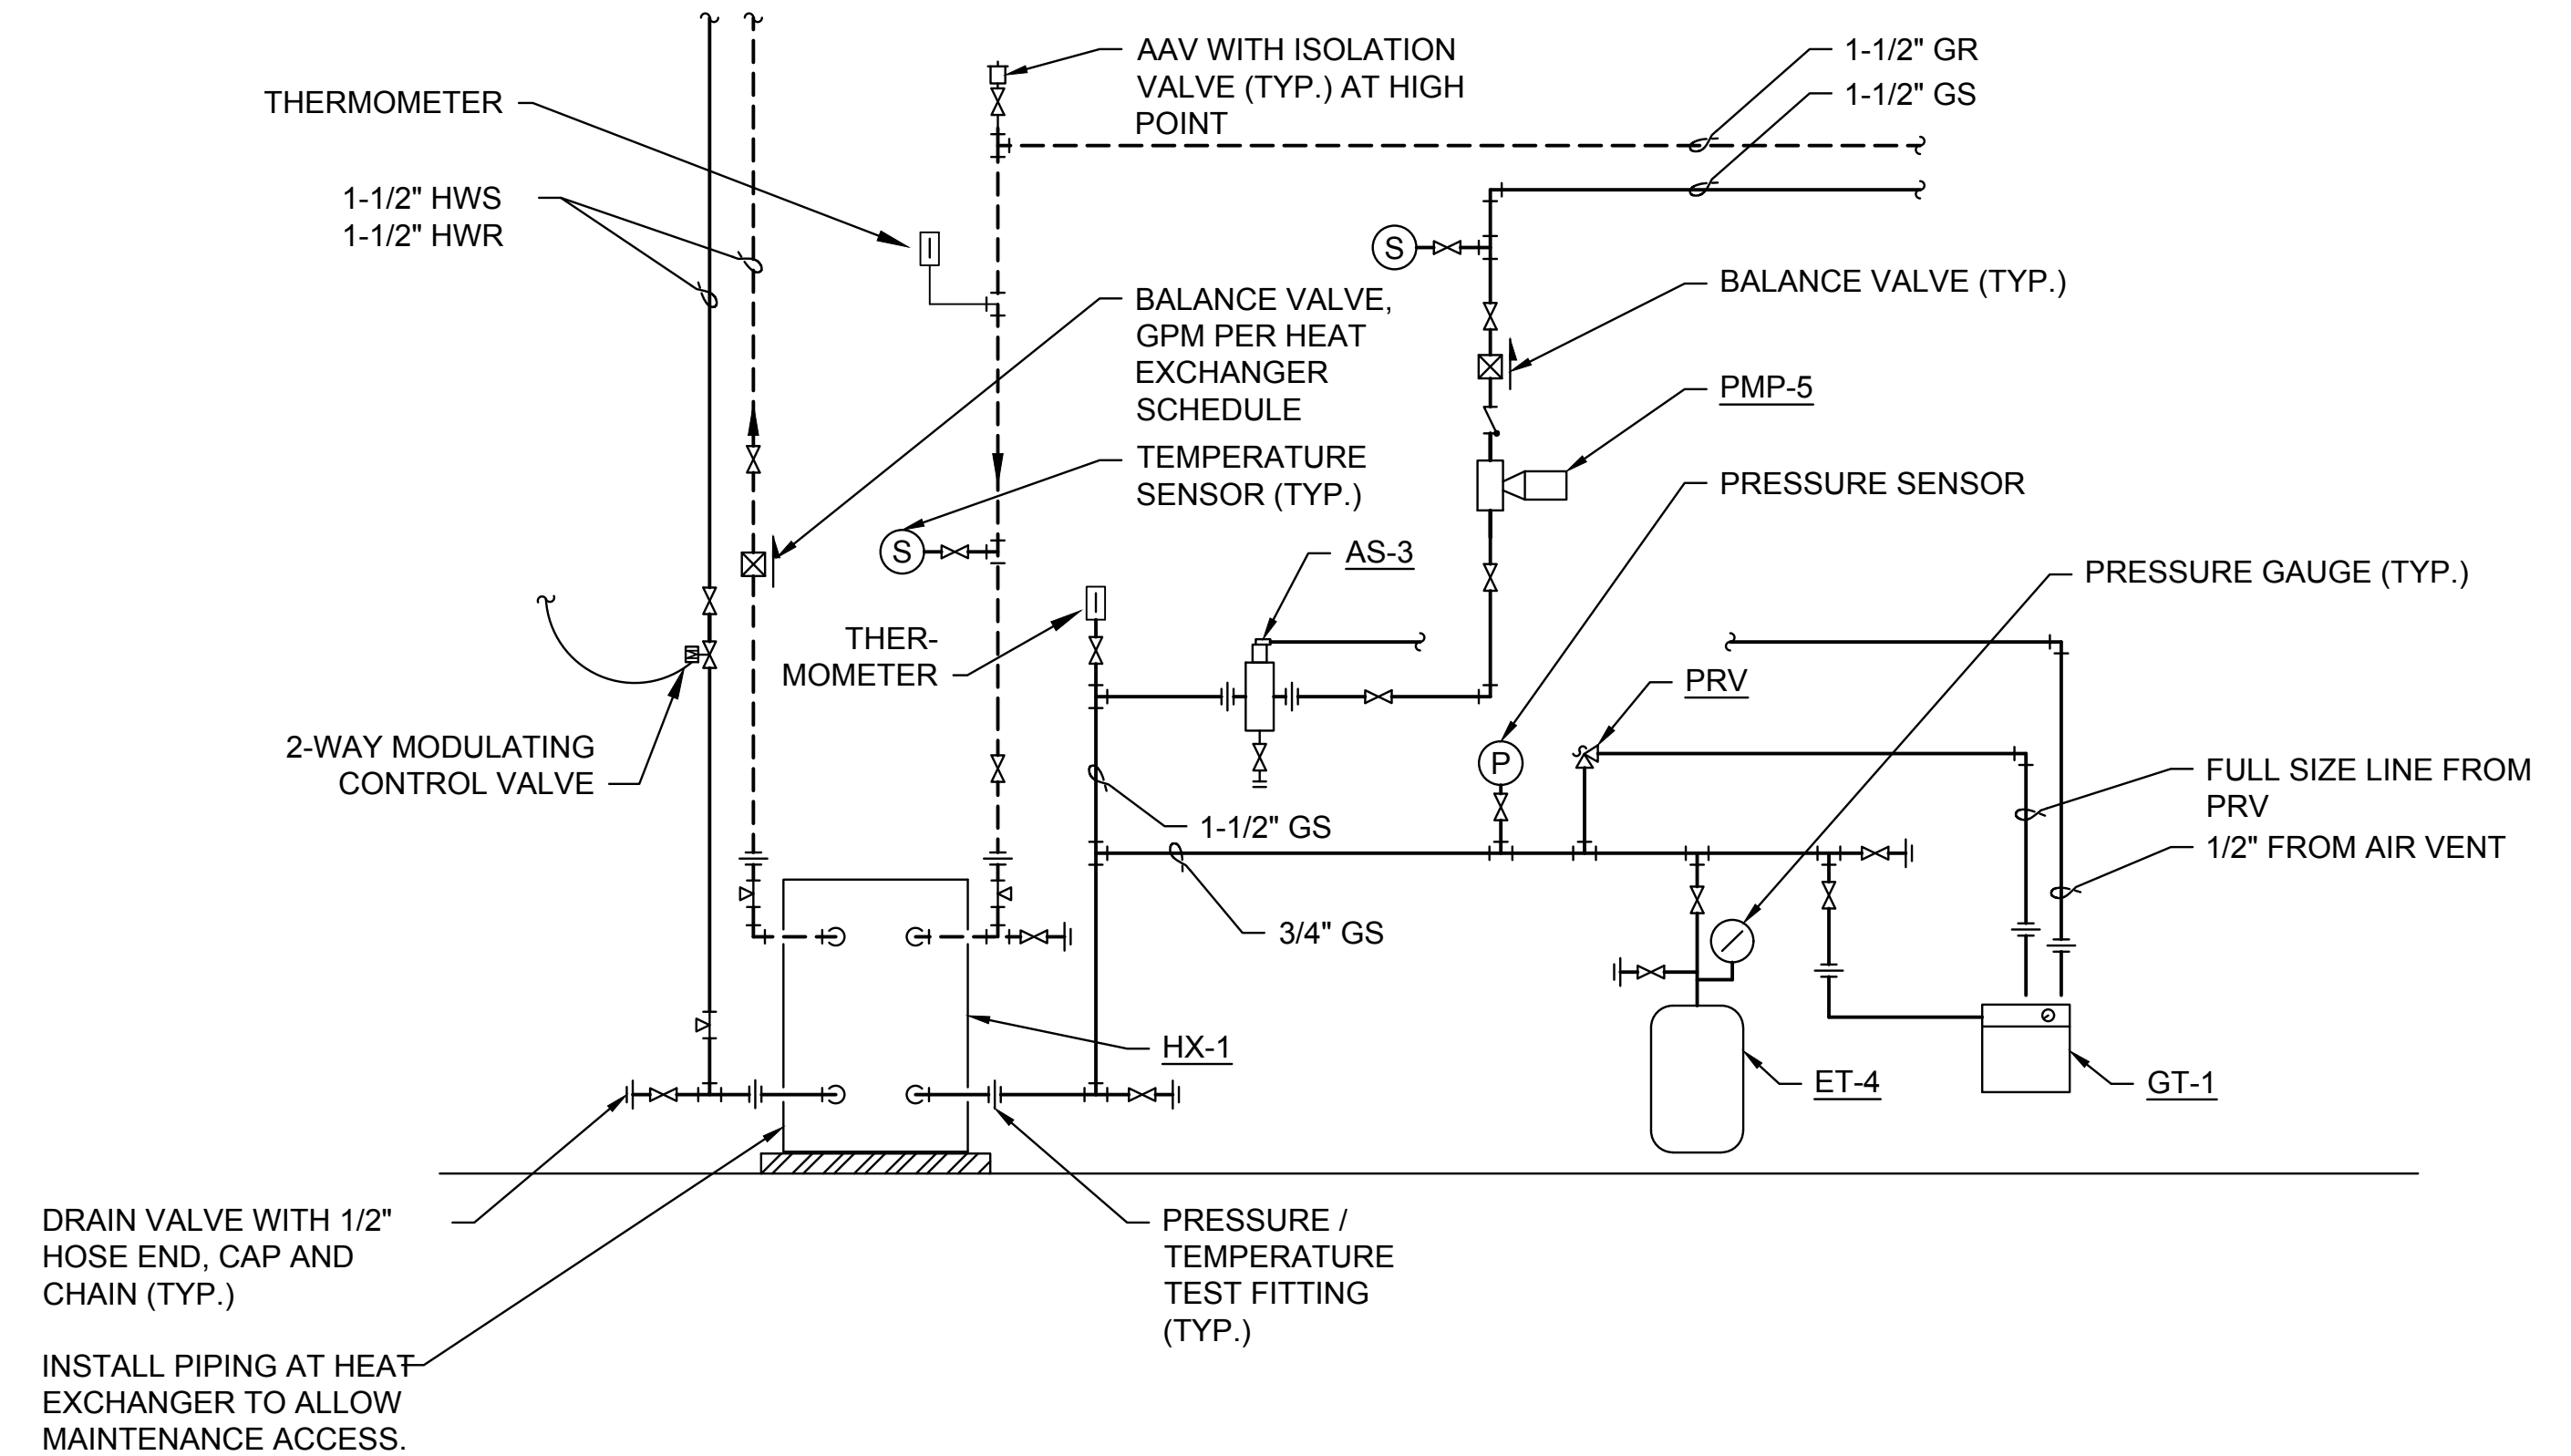 AAV WITH ISOLATION
VALVE (TYP.) AT HIGH
POINT
1-1/2" GR
1-1/2" GS
THERMOMETER
1-1/2" HWS
1-1/2" HWR
S
BALANCE VALVE,
GPM PER HEAT
EXCHANGER
SCHEDULE
BALANCE VALVE (TYP.)
PMP-5
TEMPERATURE
SENSOR (TYP.)
PRESSURE SENSOR
S
AS-3
PRESSURE GAUGE (TYP.)
THER-
MOMETER
PRV
2-WAY MODULATING
CONTROL VALVE
P
FULL SIZE LINE FROM
PRV
1-1/2" GS
1/2" FROM AIR VENT
3/4" GS
HX-1
ET-4
GT-1
DRAIN VALVE WITH 1/2"
HOSE END, CAP AND
CHAIN (TYP.)
PRESSURE /
TEMPERATURE
TEST FITTING
(TYP.)
INSTALL PIPING AT HEAT
EXCHANGER TO ALLOW
MAINTENANCE ACCESS.